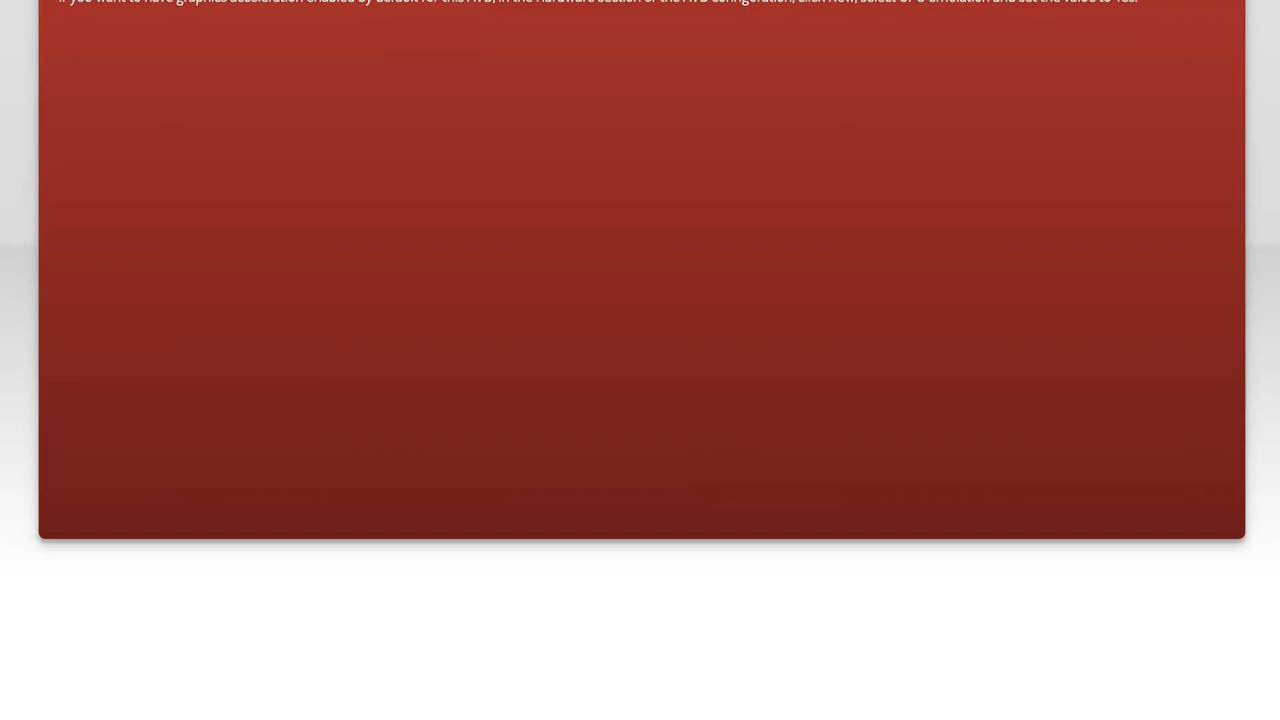 If you want to have graphics acceleration enabled by default for this AVD, in the Hardware section of the AVD configuration, click New, select GPU emulation and set the value to Yes.